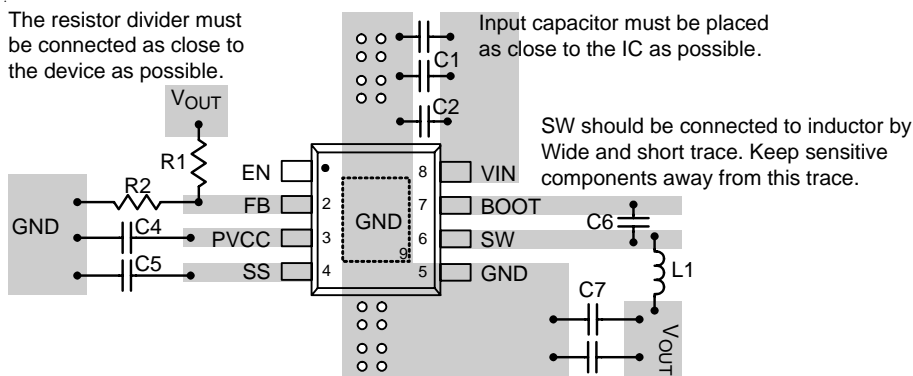 The resistor divider must
be connected as close to
the device as possible.
Input capacitor must be placed
as close to the IC as possible.
C1
C2
VOUT
SW should be connected to inductor by
Wide and short trace. Keep sensitive
components away from this trace.
R1
R2
GND
C4
C5
EN
FB
PVCC
SS
2
3
4
GND
9
8
7
6
5
VIN
BOOT
SW
GND
C6
L1
C7
VOUT